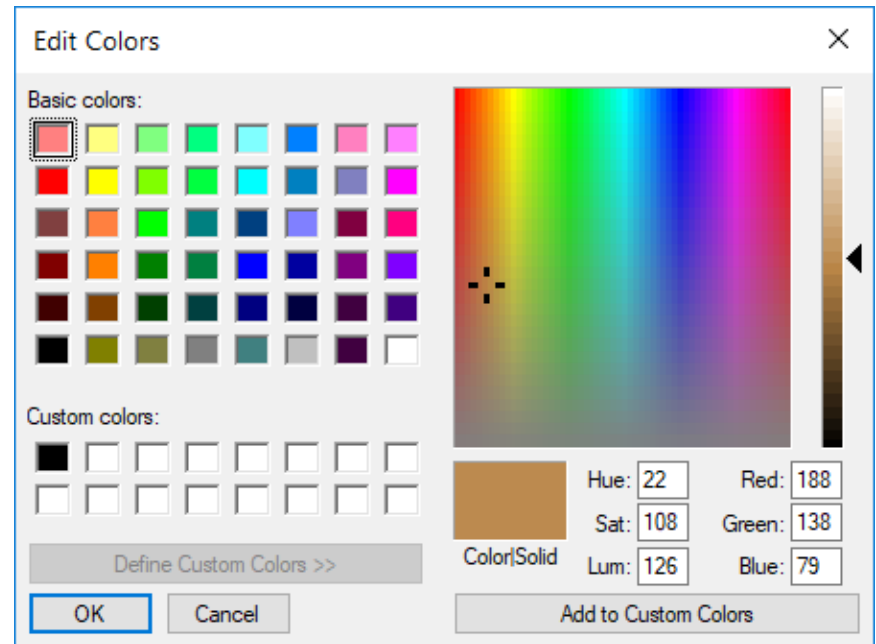 Edit Colors
Basic colors:
Custom colors:
Define Custom Colors >>
OK Cancel
Color|Solid
Hue: 22 Red: 188
Sat: 108 Green: 138
Lum: 126 Blue: 79
Add to Custom Colors